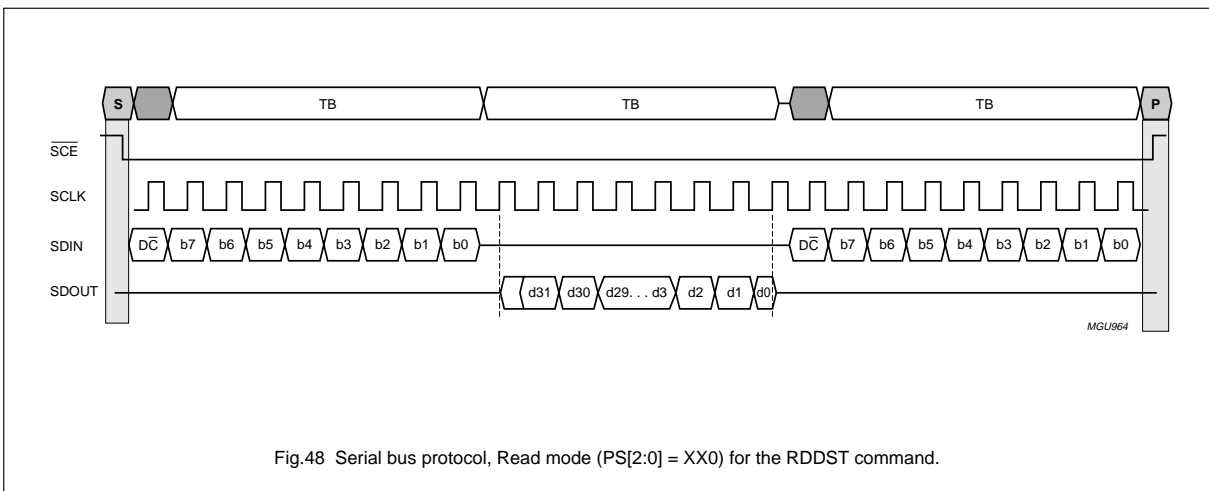 S TB TB TB P
SCE
SCLK
SDIN DC b7 b6 b5 b4 b3 b2 b1 b0 DC b7 b6 b5 b4 b3 b2 b1 b0
SDOUT d31 d30 d29. . . d3 d2 d1 d0
MGU964
Fig.48 Serial bus protocol, Read mode (PS[2:0] = XX0) for the RDDST command.